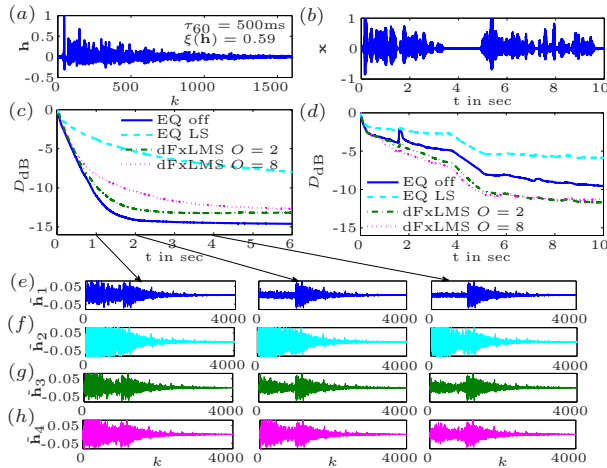 (a)
h
1
0.5
0
-0.5
τ60 = 500ms
ξ(h) = 0.59
0 500 1000 1500
k
(b)
x
1
0
-1
0 2 4 6 8 10
t in sec
(c)
DdB
0
-5
-10
-15
EQ off
EQ LS
dFxLMS O = 2
dFxLMS O = 8
0 1 2 3 4 5 6
t in sec
(d)
DdB
0
-5
-10
-15
EQ off
EQ LS
dFxLMS O = 2
dFxLMS O = 8
0 2 4 6 8 10
t in sec
(e)
h̃1
0.05
-0.05
0 4000 0 4000 0 4000
(f)
h̃2
0.05
-0.05
0 4000 0 4000 0 4000
(g)
h̃3
0.05
-0.05
0 4000 0 4000 0 4000
(h)
h̃4
0.05
-0.05
0 4000 0 4000 0 4000
k k k